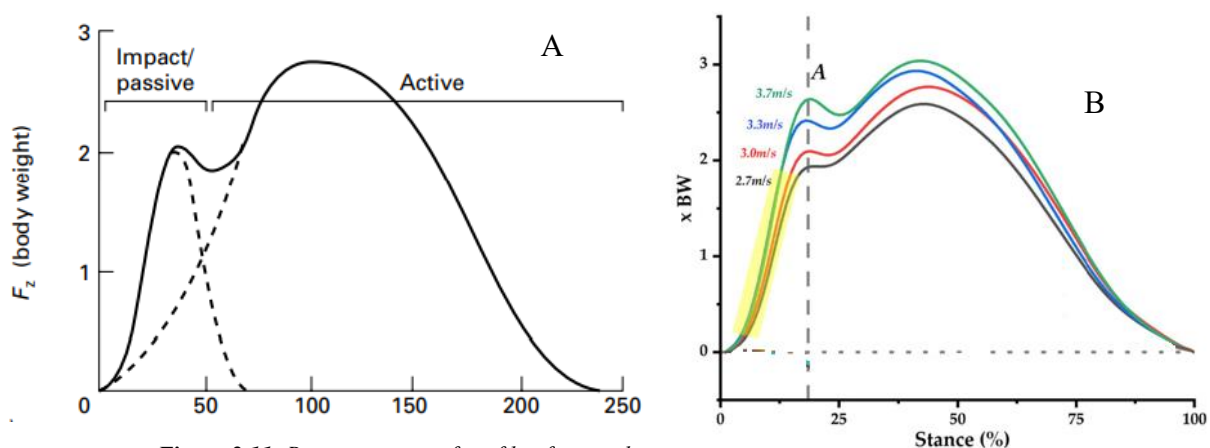 A
3
Impact/
passive
Active
2
1
F_z (body weight)
0
50
100
150
200
250
B
A
3.7m/s
3.3m/s
3.0m/s
2.7m/s
x BW
3
2
1
0
0
25
50
75
100
Stance (%)